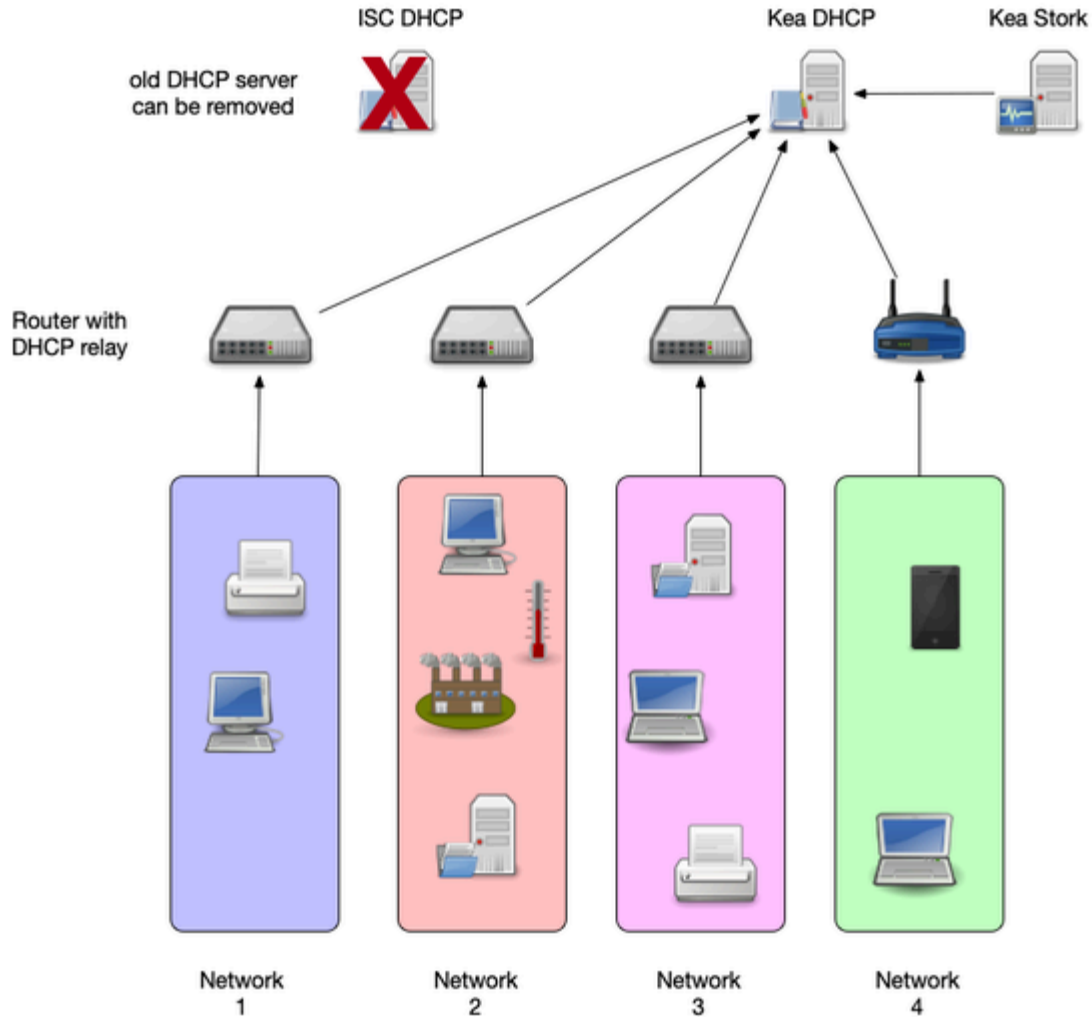 ISC DHCP
Kea DHCP
Kea Stork
old DHCP server
can be removed
Router with
DHCP relay
Network
1
Network
2
Network
3
Network
4